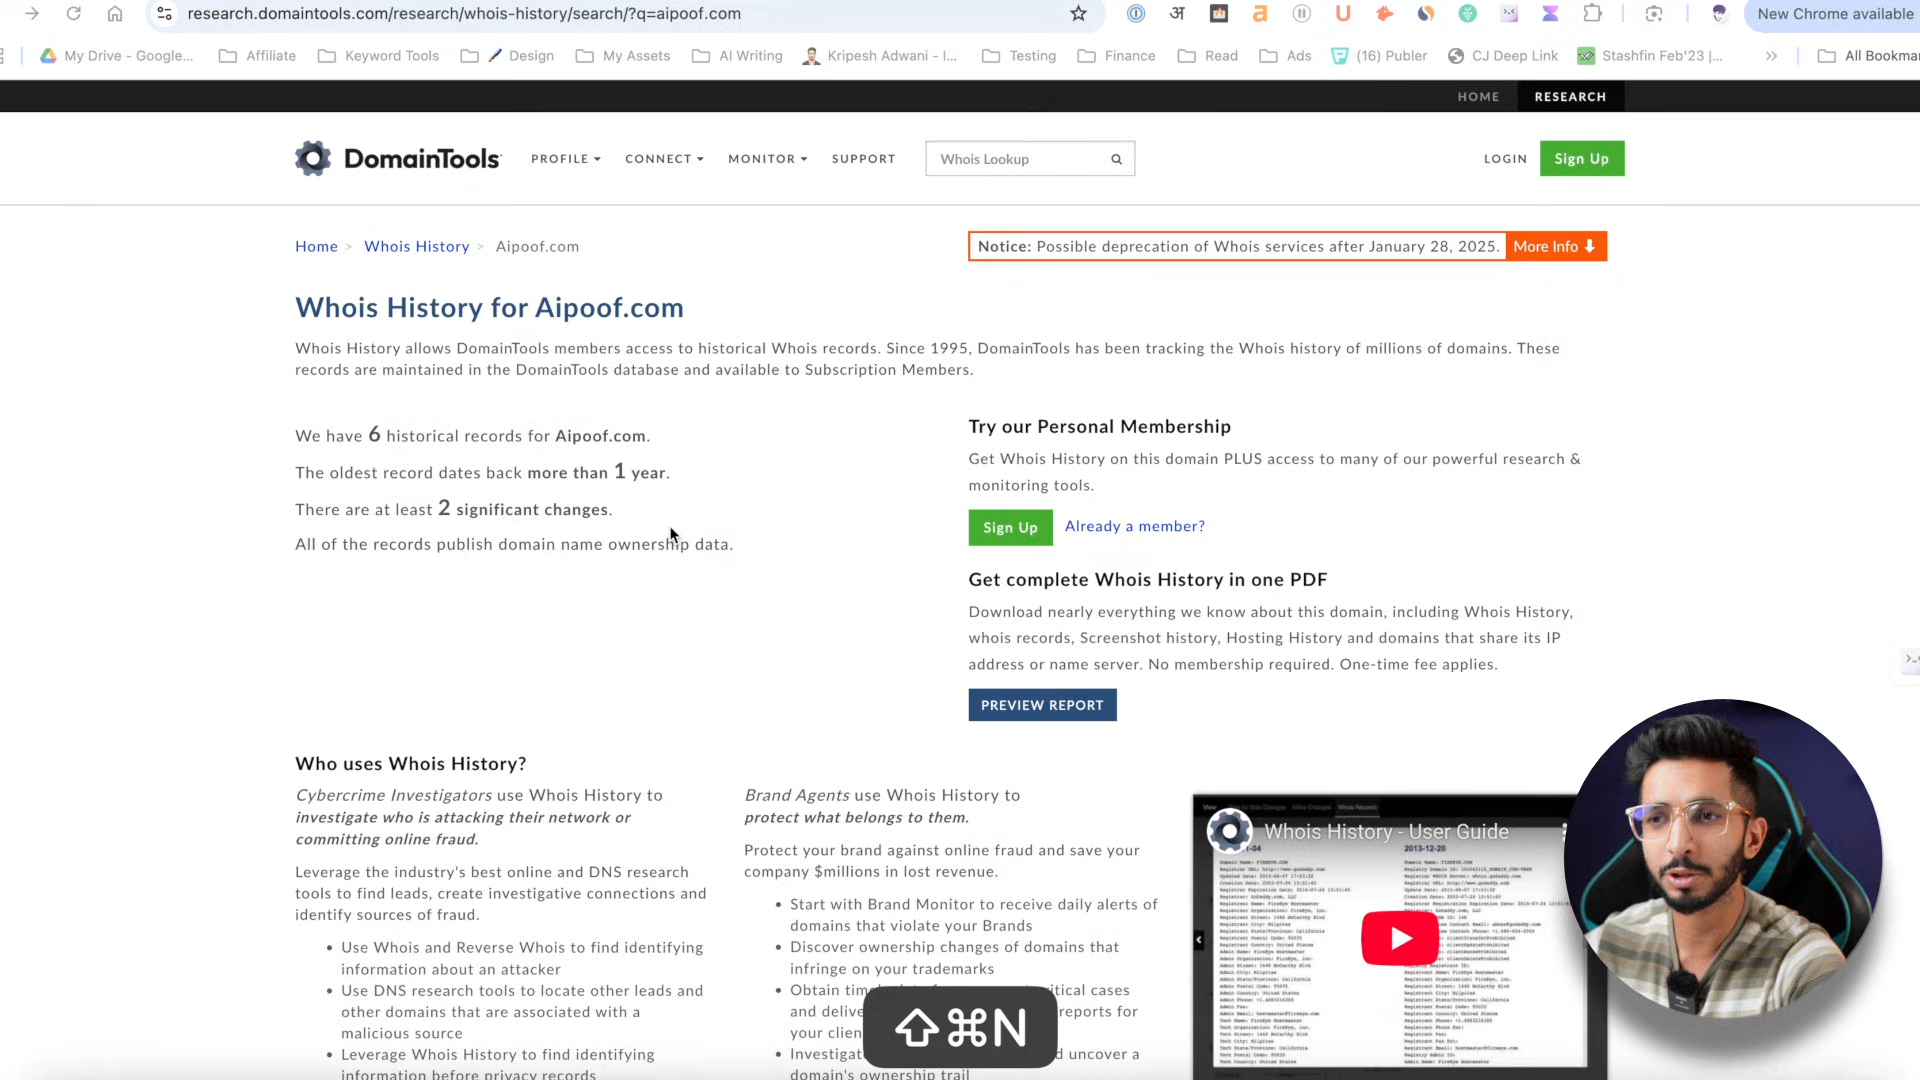 research.domaintools.com/research/whois-history/search/?q=aipoof.com
New Chrome available
My Drive - Google...
Affiliate
Keyword Tools
Design
My Assets
AI Writing
Kripesh Adwani - I...
Testing
Finance
Read
Ads
(16) Publer
CJ Deep Link
Stashfin Feb'23 |...
All Bookmar
HOME
RESEARCH
DomainTools
PROFILE
CONNECT
MONITOR
SUPPORT
Whois Lookup
LOGIN
Sign Up
Home > Whois History > Aipoof.com
Notice: Possible deprecation of Whois services after January 28, 2025.
More Info
Whois History for Aipoof.com
Whois History allows DomainTools members access to historical Whois records. Since 1995, DomainTools has been tracking the Whois history of millions of domains. These
records are maintained in the DomainTools database and available to Subscription Members.
We have 6 historical records for Aipoof.com.
The oldest record dates back more than 1 year.
There are at least 2 significant changes.
All of the records publish domain name ownership data.
Try our Personal Membership
Get Whois History on this domain PLUS access to many of our powerful research &
monitoring tools.
Sign Up
Already a member?
Get complete Whois History in one PDF
Download nearly everything we know about this domain, including Whois History,
whois records, Screenshot history, Hosting History and domains that share its IP
address or name server. No membership required. One-time fee applies.
PREVIEW REPORT
Who uses Whois History?
Cybercrime Investigators use Whois History to
investigate who is attacking their network or
committing online fraud.
Leverage the industry's best online and DNS research
tools to find leads, create investigative connections and
identify sources of fraud.
• Use Whois and Reverse Whois to find identifying
information about an attacker
• Use DNS research tools to locate other leads and
other domains that are associated with a
malicious source
• Leverage Whois History to find identifying
information before privacy records
Brand Agents use Whois History to
protect what belongs to them.
Protect your brand against online fraud and save your
company $millions in lost revenue.
• Start with Brand Monitor to receive daily alerts of
domains that violate your Brands
• Discover ownership changes of domains that
infringe on your trademarks
• Obtain
and
reports for
your
• uncover a
domain's ownership trail
Whois History - User Guide
2013-12-20
⇧⌘N